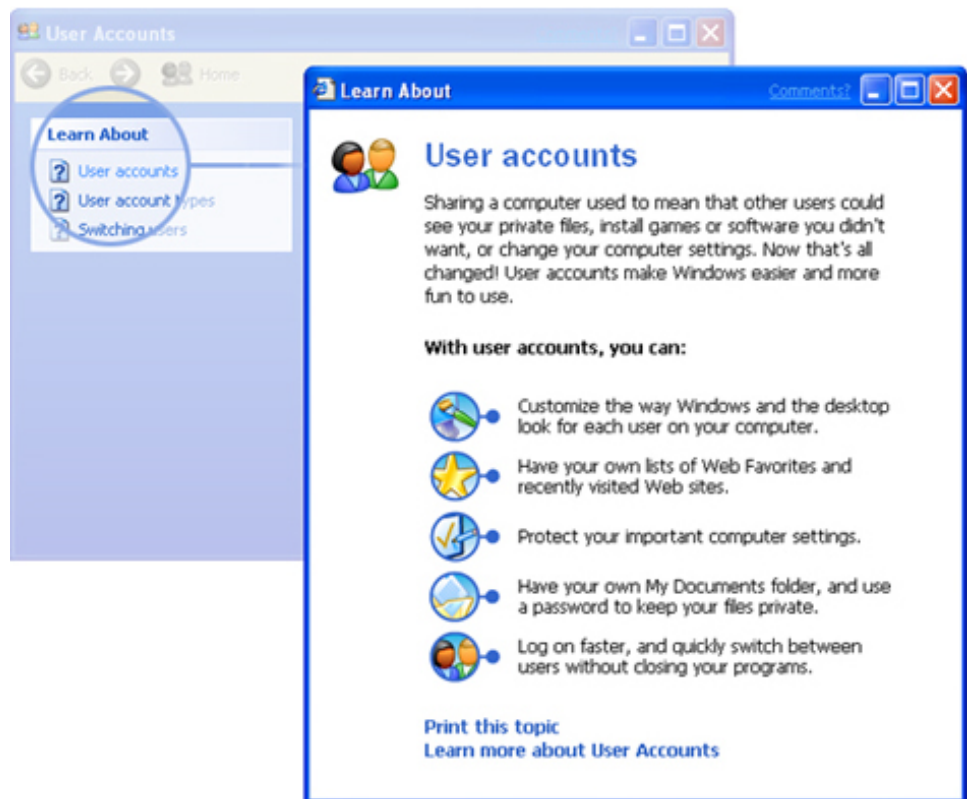 User Accounts
Back
Home
Learn About
User accounts
User account types
Switching users
Learn About
Comments?
User accounts
Sharing a computer used to mean that other users could
see your private files, install games or software you didn't
want, or change your computer settings. Now that's all
changed! User accounts make Windows easier and more
fun to use.
With user accounts, you can:
Customize the way Windows and the desktop
look for each user on your computer.
Have your own lists of Web Favorites and
recently visited Web sites.
Protect your important computer settings.
Have your own My Documents folder, and use
a password to keep your files private.
Log on faster, and quickly switch between
users without closing your programs.
Print this topic
Learn more about User Accounts